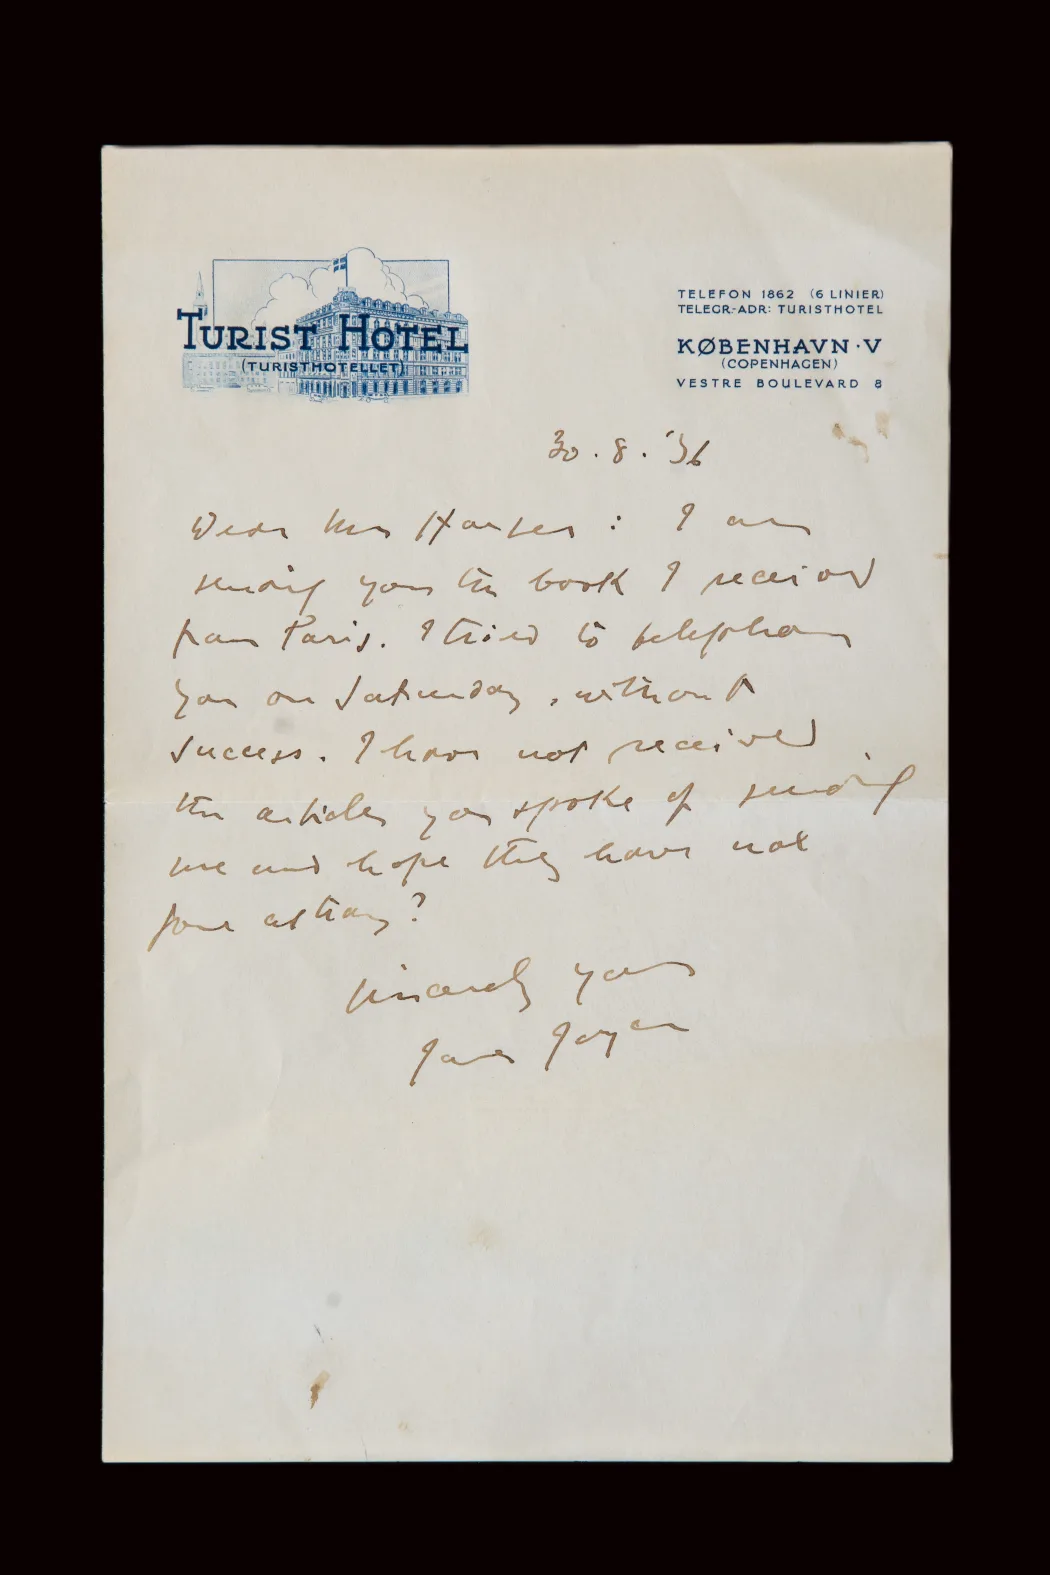 TURIST HOTEL
(TURISTHOTELLET)
TELEFON 1862 (6 LINIER)
TELEGR.-ADR: TURISTHOTEL
KØBENHAVN·V
(COPENHAGEN)
VESTRE BOULEVARD 8
30.8.'36
Dear Mrs : I am
sending you the book I received
from Paris. I tried to telephone
you on Saturday, without
success. I have not received
the articles you spoke of sending
me and hope they have not
gone astray?
sincerely yours
James Joyce